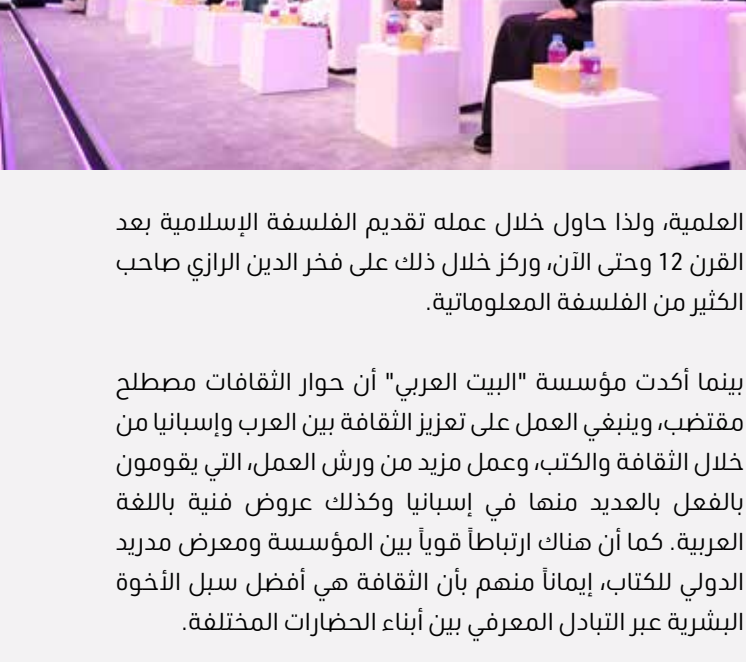 العلمية، ولذا حاول خلال عمله تقديم الفلسفة الإسلامية بعد
القرن 12 وحتى الآن، وركز خلال ذلك على فخر الدين الرازي صاحب
الكثير من الفلسفة المعلوماتية.
بينما أكدت مؤسسة "البيت العربي" أن حوار الثقافات مصطلح
مقتضب، وينبغي العمل على تعزيز الثقافة بين العرب وإسبانيا من
خلال الثقافة والكتب، وعمل مزيد من ورش العمل، التي يقومون
بالفعل بالعديد منها في إسبانيا وكذلك عروض فنية باللغة
العربية. كما أن هناك ارتباطاً قوياً بين المؤسسة ومعرض مدريد
الدولي للكتاب، إيماناً منهم بأن الثقافة هي أفضل سبل الأخوة
البشرية عبر التبادل المعرفي بين أبناء الحضارات المختلفة.